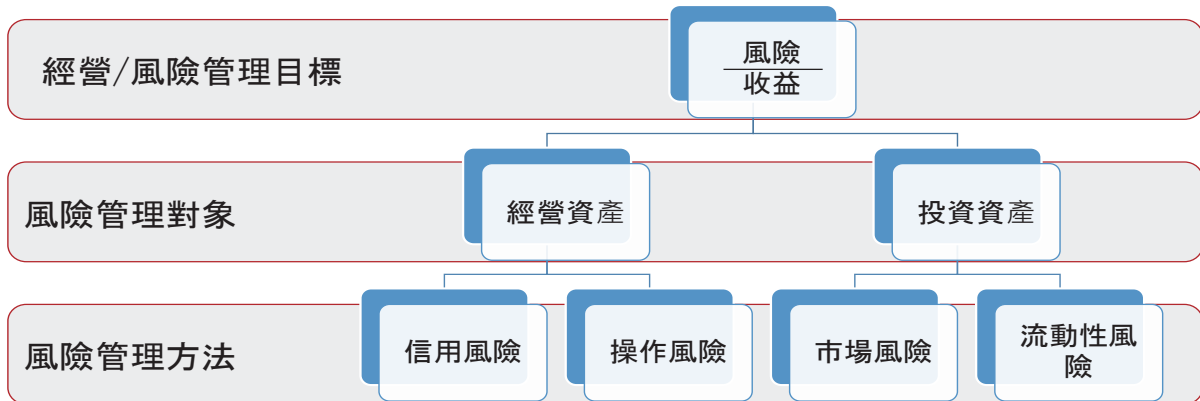 經營/風險管理目標
風險
收益
風險管理對象
經營資產
投資資產
風險管理方法
信用風險
操作風險
市場風險
流動性風
險